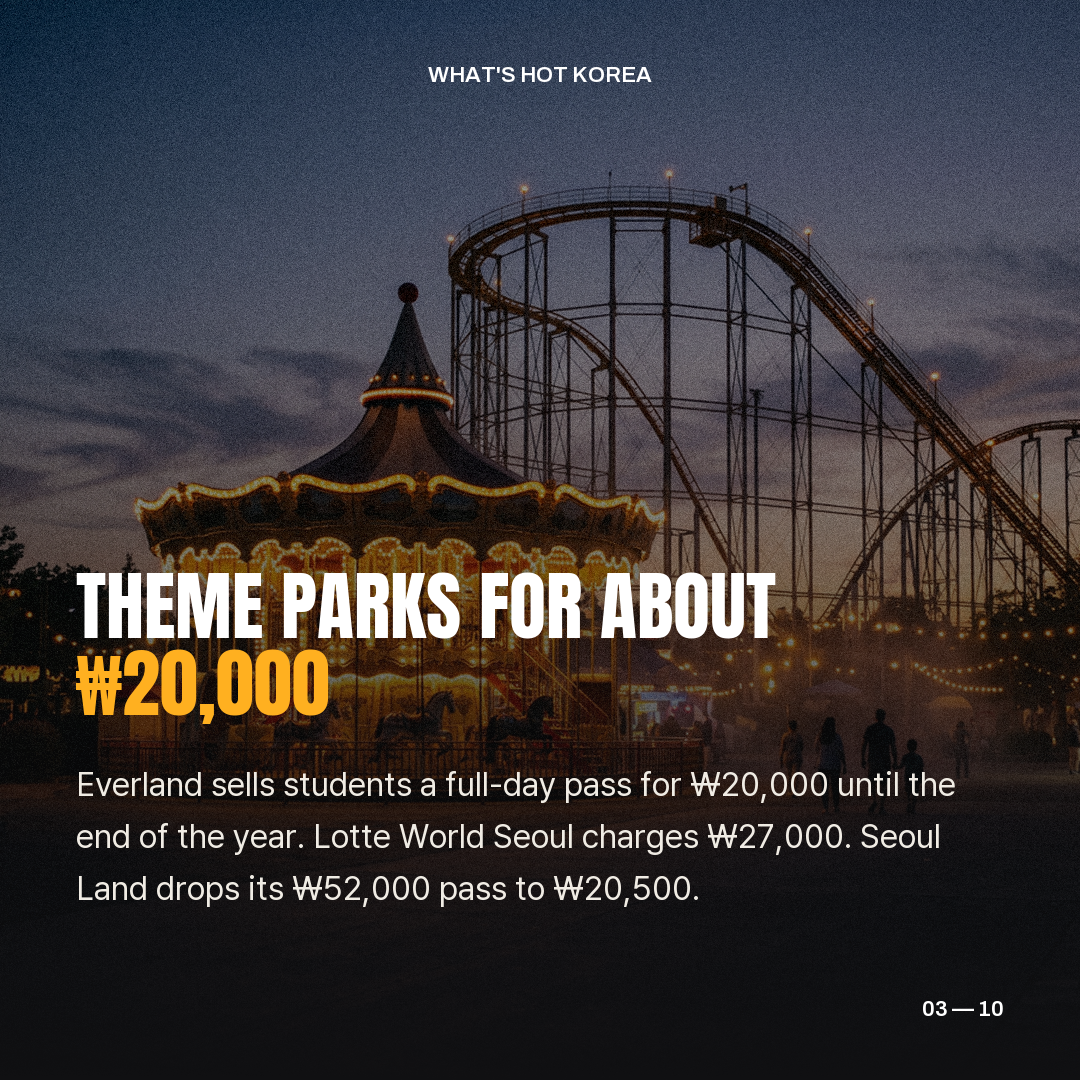 WHAT'S HOT KOREA
THEME PARKS FOR ABOUT
₩20,000
Everland sells students a full-day pass for ₩20,000 until the
end of the year. Lotte World Seoul charges ₩27,000. Seoul
Land drops its ₩52,000 pass to ₩20,500.
03 — 10